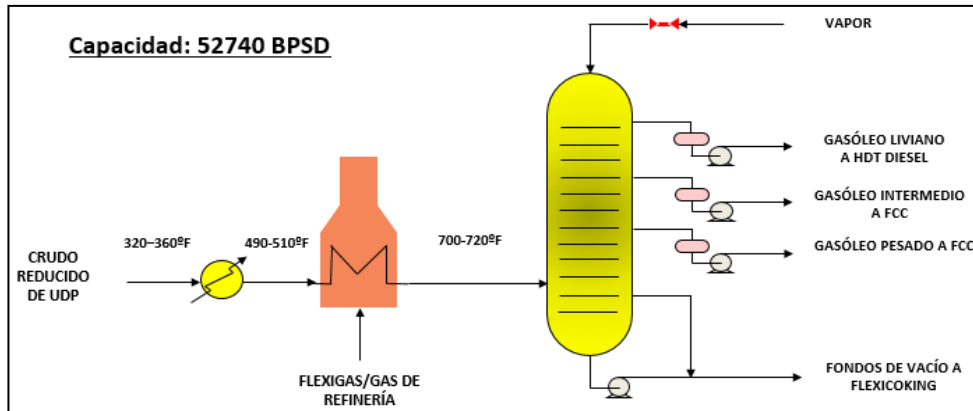 Capacidad: 52740 BPSD
VAPOR
GASÓLEO LIVIANO
A HDT DIESEL
GASÓLEO INTERMEDIO
A FCC
GASÓLEO PESADO A FCC
CRUDO
REDUCIDO
DE UDP
320–360ºF
490-510ºF
700-720ºF
FLEXIGAS/GAS DE
REFINERÍA
FONDOS DE VACÍO A
FLEXICOKING